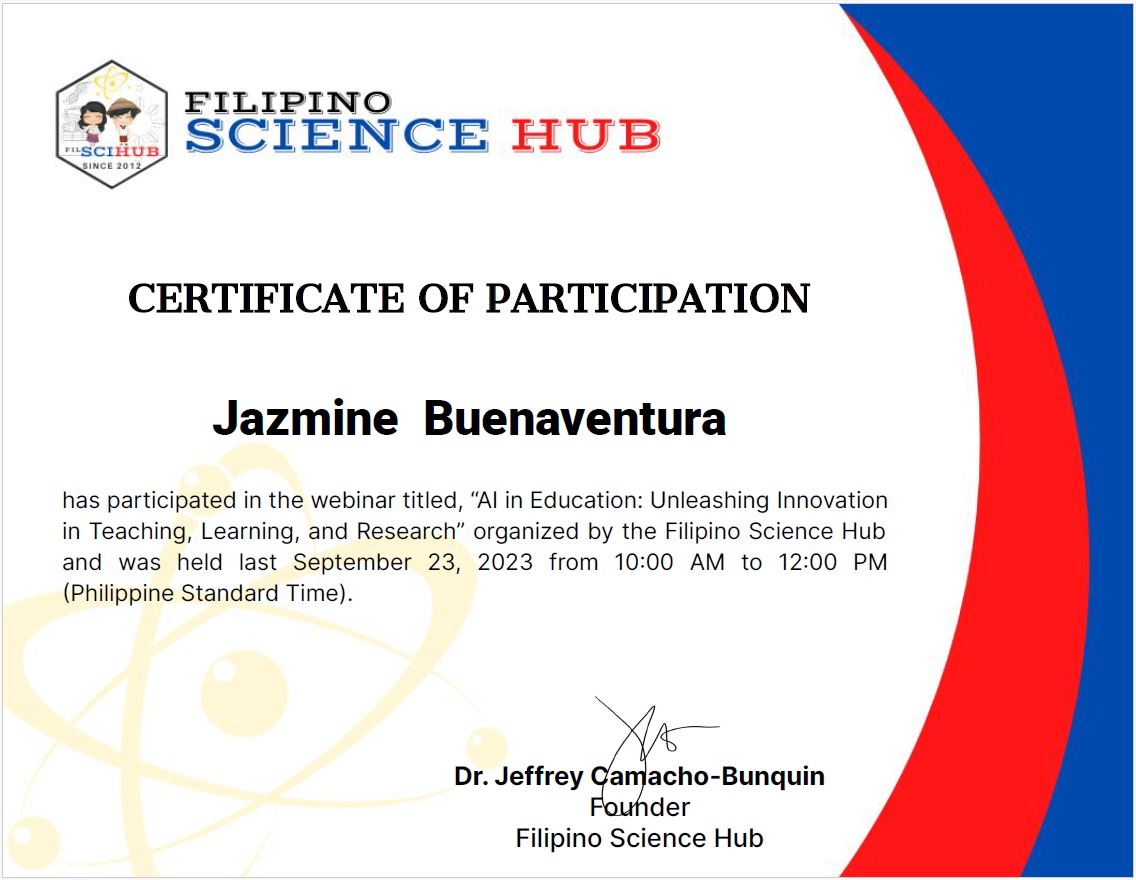 FILSCIHUB
SINCE 2012
FILIPINO
SCIENCE HUB
CERTIFICATE OF PARTICIPATION
Jazmine Buenaventura
has participated in the webinar titled, “AI in Education: Unleashing Innovation
in Teaching, Learning, and Research” organized by the Filipino Science Hub
and was held last September 23, 2023 from 10:00 AM to 12:00 PM
(Philippine Standard Time).
Dr. Jeffrey Camacho-Bunquin
Founder
Filipino Science Hub